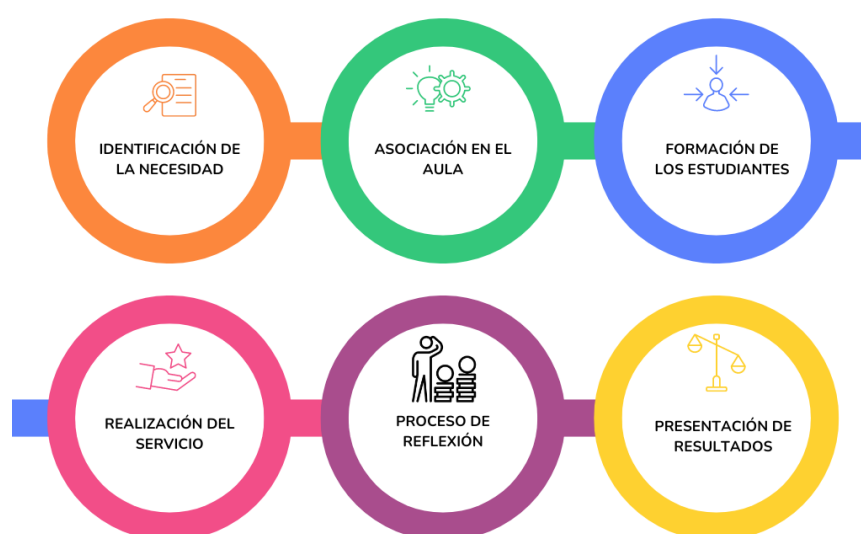 IDENTIFICACIÓN DE
LA NECESIDAD
ASOCIACIÓN EN EL
AULA
FORMACIÓN DE
LOS ESTUDIANTES
REALIZACIÓN DEL
SERVICIO
PROCESO DE
REFLEXIÓN
PRESENTACIÓN DE
RESULTADOS